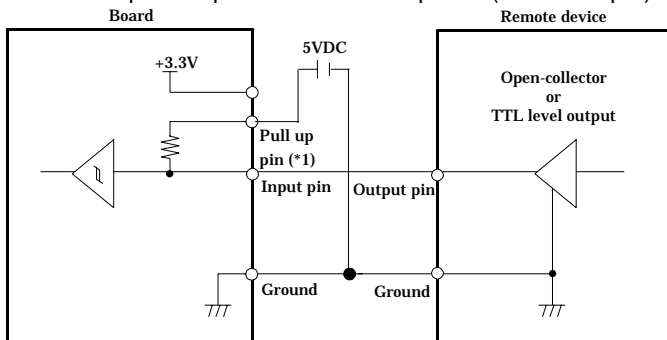 Board
Remote device
5VDC
+3.3V
Open-collector
or
TTL level output
Pull up
pin (*1)
Input pin
Output pin
Ground
Ground